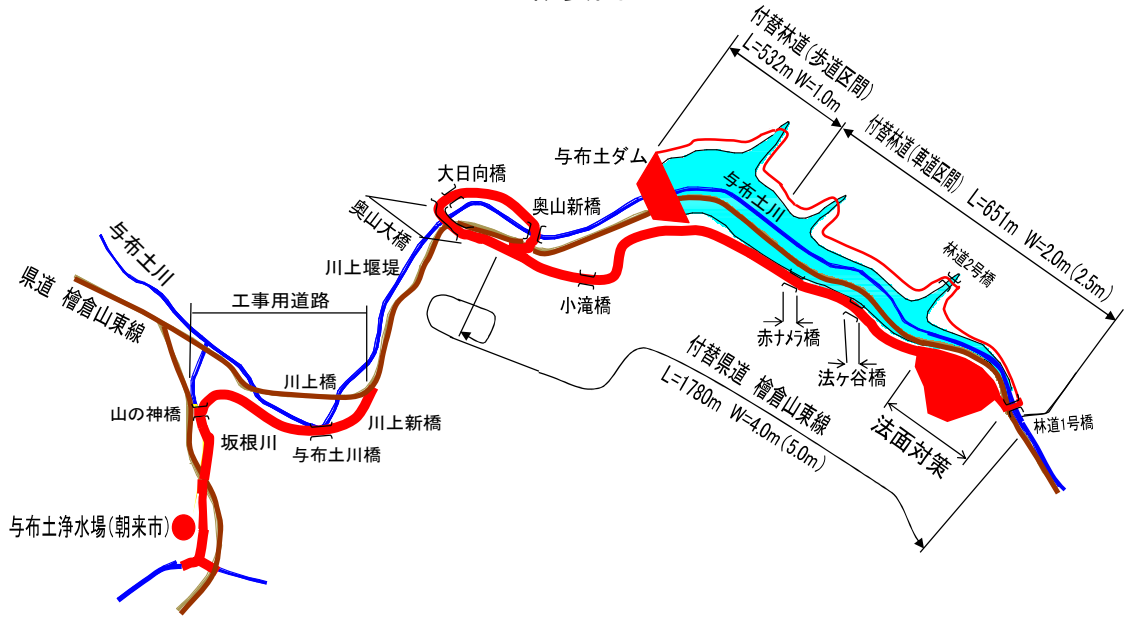 付替林道(歩道区間)
L=532m W=1.0m
付替林道(車道区間) L=651m W=2.0m(2.5m)
与布土ダム
大日向橋
奥山新橋
奥山大橋
与布土川
林道2号橋
与布土川
川上堰堤
県道 檜倉山東線
工事用道路
小滝橋
赤ナメラ橋
付替県道 檜倉山東線
L=1780m W=4.0m(5.0m)
法ヶ谷橋
川上橋
山の神橋
川上新橋
坂根川
与布土川橋
法面対策
林道1号橋
与布土浄水場(朝来市)